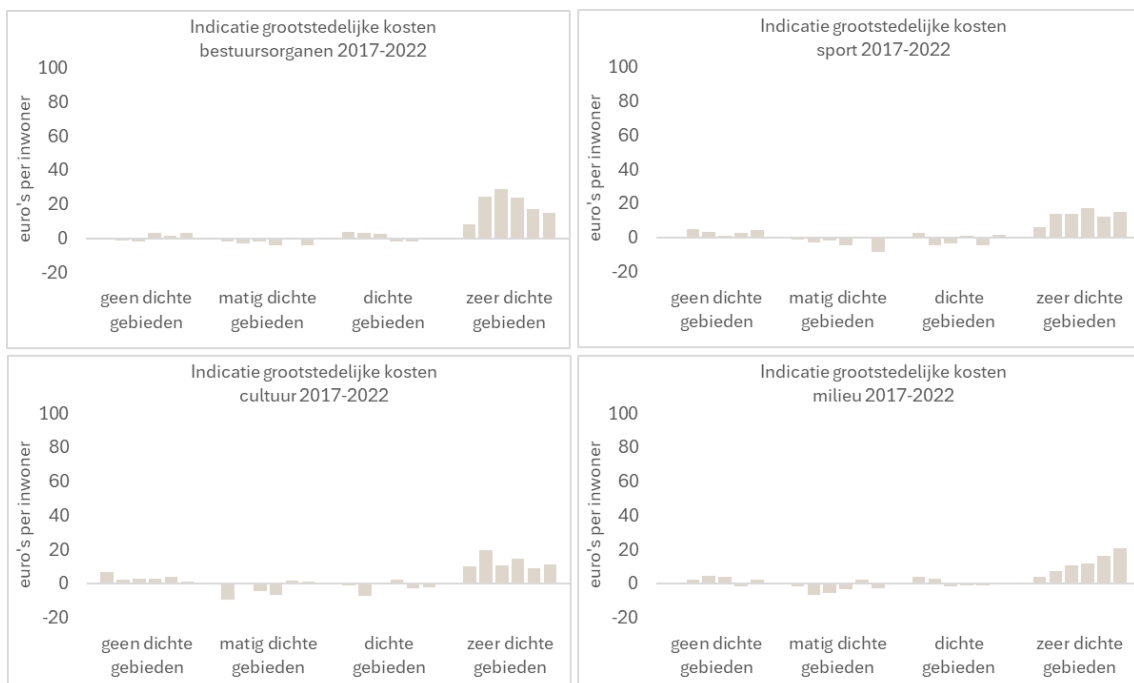 Indicatie grootstedelijke kosten
bestuursorganen 2017-2022
euro's per inwoner
100
80
60
40
20
0
-20
geen dichte gebieden
matig dichte gebieden
dichte gebieden
zeer dichte gebieden
Indicatie grootstedelijke kosten
sport 2017-2022
euro's per inwoner
100
80
60
40
20
0
-20
geen dichte gebieden
matig dichte gebieden
dichte gebieden
zeer dichte gebieden
Indicatie grootstedelijke kosten
cultuur 2017-2022
euro's per inwoner
100
80
60
40
20
0
-20
geen dichte gebieden
matig dichte gebieden
dichte gebieden
zeer dichte gebieden
Indicatie grootstedelijke kosten
milieu 2017-2022
euro's per inwoner
100
80
60
40
20
0
-20
geen dichte gebieden
matig dichte gebieden
dichte gebieden
zeer dichte gebieden